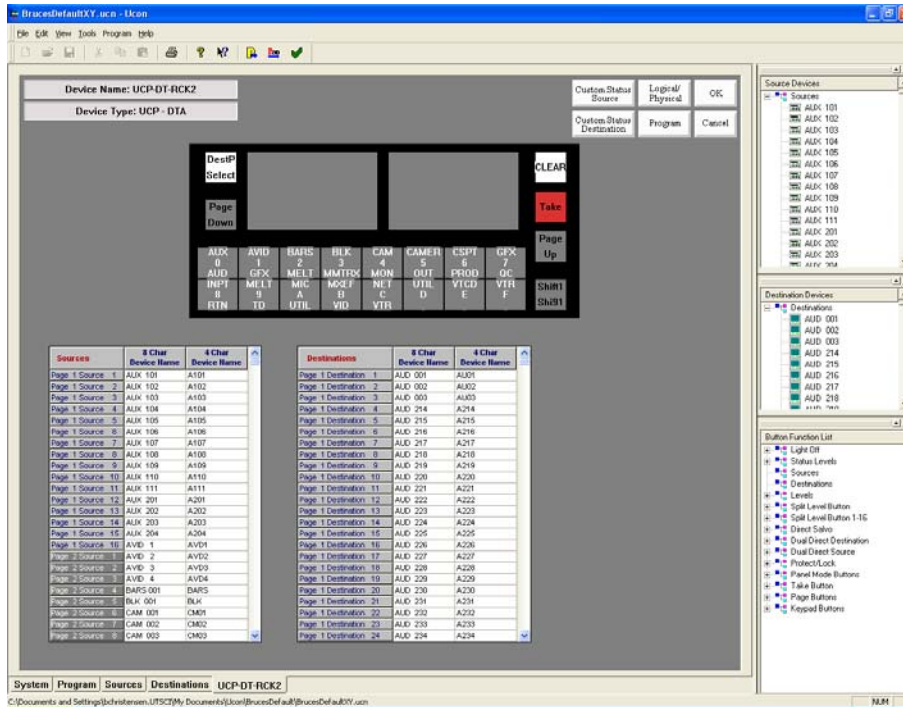 BrucesDefaultXY.ucn - Ucon
File Edit View Tools Program Help
Device Name: UCP-DT-RCK2
Device Type: UCP - DTA
Custom Status Source
Logical/ Physical
OK
Custom Status Destination
Program
Cancel
DestP Select
CLEAR
Page Down
Take
Page Up
AUX AVID BARS BLK CAM CAMER CSPT GFX
0 1 2 3 4 5 6 7
AUD GFX MELT MMTRX MON OUT PROD QC
INPT MELT MIC MXEF NET UTIL VTCD VTR
8 9 A B C D E F
RTN TD UTIL VID VTR
Shift1
Shi91
Sources 8 Char Device Name 4 Char Device Name
Page 1 Source 1 AUX 101 A101
Page 1 Source 2 AUX 102 A102
Page 1 Source 3 AUX 103 A103
Page 1 Source 4 AUX 104 A104
Page 1 Source 5 AUX 105 A105
Page 1 Source 6 AUX 106 A106
Page 1 Source 7 AUX 107 A107
Page 1 Source 8 AUX 108 A108
Page 1 Source 9 AUX 109 A109
Page 1 Source 10 AUX 110 A110
Page 1 Source 11 AUX 111 A111
Page 1 Source 12 AUX 201 A201
Page 1 Source 13 AUX 202 A202
Page 1 Source 14 AUX 203 A203
Page 1 Source 15 AUX 204 A204
Page 1 Source 16 AVID 1 AVD1
Page 2 Source 1 AVID 2 AVD2
Page 2 Source 2 AVID 3 AVD3
Page 2 Source 3 AVID 4 AVD4
Page 2 Source 4 BARS 001 BARS
Page 2 Source 5 BLK 001 BLK
Page 2 Source 6 CAM 001 CM01
Page 2 Source 7 CAM 002 CM02
Page 2 Source 8 CAM 003 CM03
Destinations 8 Char Device Name 4 Char Device Name
Page 1 Destination 1 AUD 001 AU01
Page 1 Destination 2 AUD 002 AU02
Page 1 Destination 3 AUD 003 AU03
Page 1 Destination 4 AUD 214 A214
Page 1 Destination 5 AUD 215 A215
Page 1 Destination 6 AUD 216 A216
Page 1 Destination 7 AUD 217 A217
Page 1 Destination 8 AUD 218 A218
Page 1 Destination 9 AUD 219 A219
Page 1 Destination 10 AUD 220 A220
Page 1 Destination 11 AUD 221 A221
Page 1 Destination 12 AUD 222 A222
Page 1 Destination 13 AUD 223 A223
Page 1 Destination 14 AUD 224 A224
Page 1 Destination 15 AUD 225 A225
Page 1 Destination 16 AUD 226 A226
Page 1 Destination 17 AUD 227 A227
Page 1 Destination 18 AUD 228 A228
Page 1 Destination 19 AUD 229 A229
Page 1 Destination 20 AUD 230 A230
Page 1 Destination 21 AUD 231 A231
Page 1 Destination 22 AUD 232 A232
Page 1 Destination 23 AUD 233 A233
Page 1 Destination 24 AUD 234 A234
Source Devices
Sources
AUX 101
AUX 102
AUX 103
AUX 104
AUX 105
AUX 106
AUX 107
AUX 108
AUX 109
AUX 110
AUX 111
AUX 201
AUX 202
AUX 203
AUX 204
Destination Devices
Destinations
AUD 001
AUD 002
AUD 003
AUD 214
AUD 215
AUD 216
AUD 217
AUD 218
AUD 219
Button Function List
Light Off
Status Levels
Sources
Destinations
Levels
Split Level Button
Split Level Button 1-16
Direct Salvo
Dual Direct Destination
Dual Direct Source
Protect/Lock
Panel Mode Buttons
Take Button
Page Buttons
Keypad Buttons
System Program Sources Destinations UCP-DT-RCK2
C:\Documents and Settings\bchristensen.UTSCI\My Documents\Ucon\BrucesDefault\BrucesDefaultXY.ucn
NUM